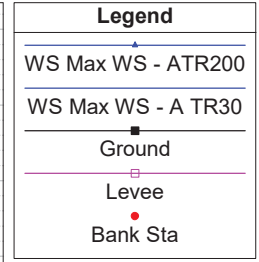 Legend
WS Max WS - ATR200
WS Max WS - A TR30
Ground
Levee
Bank Sta